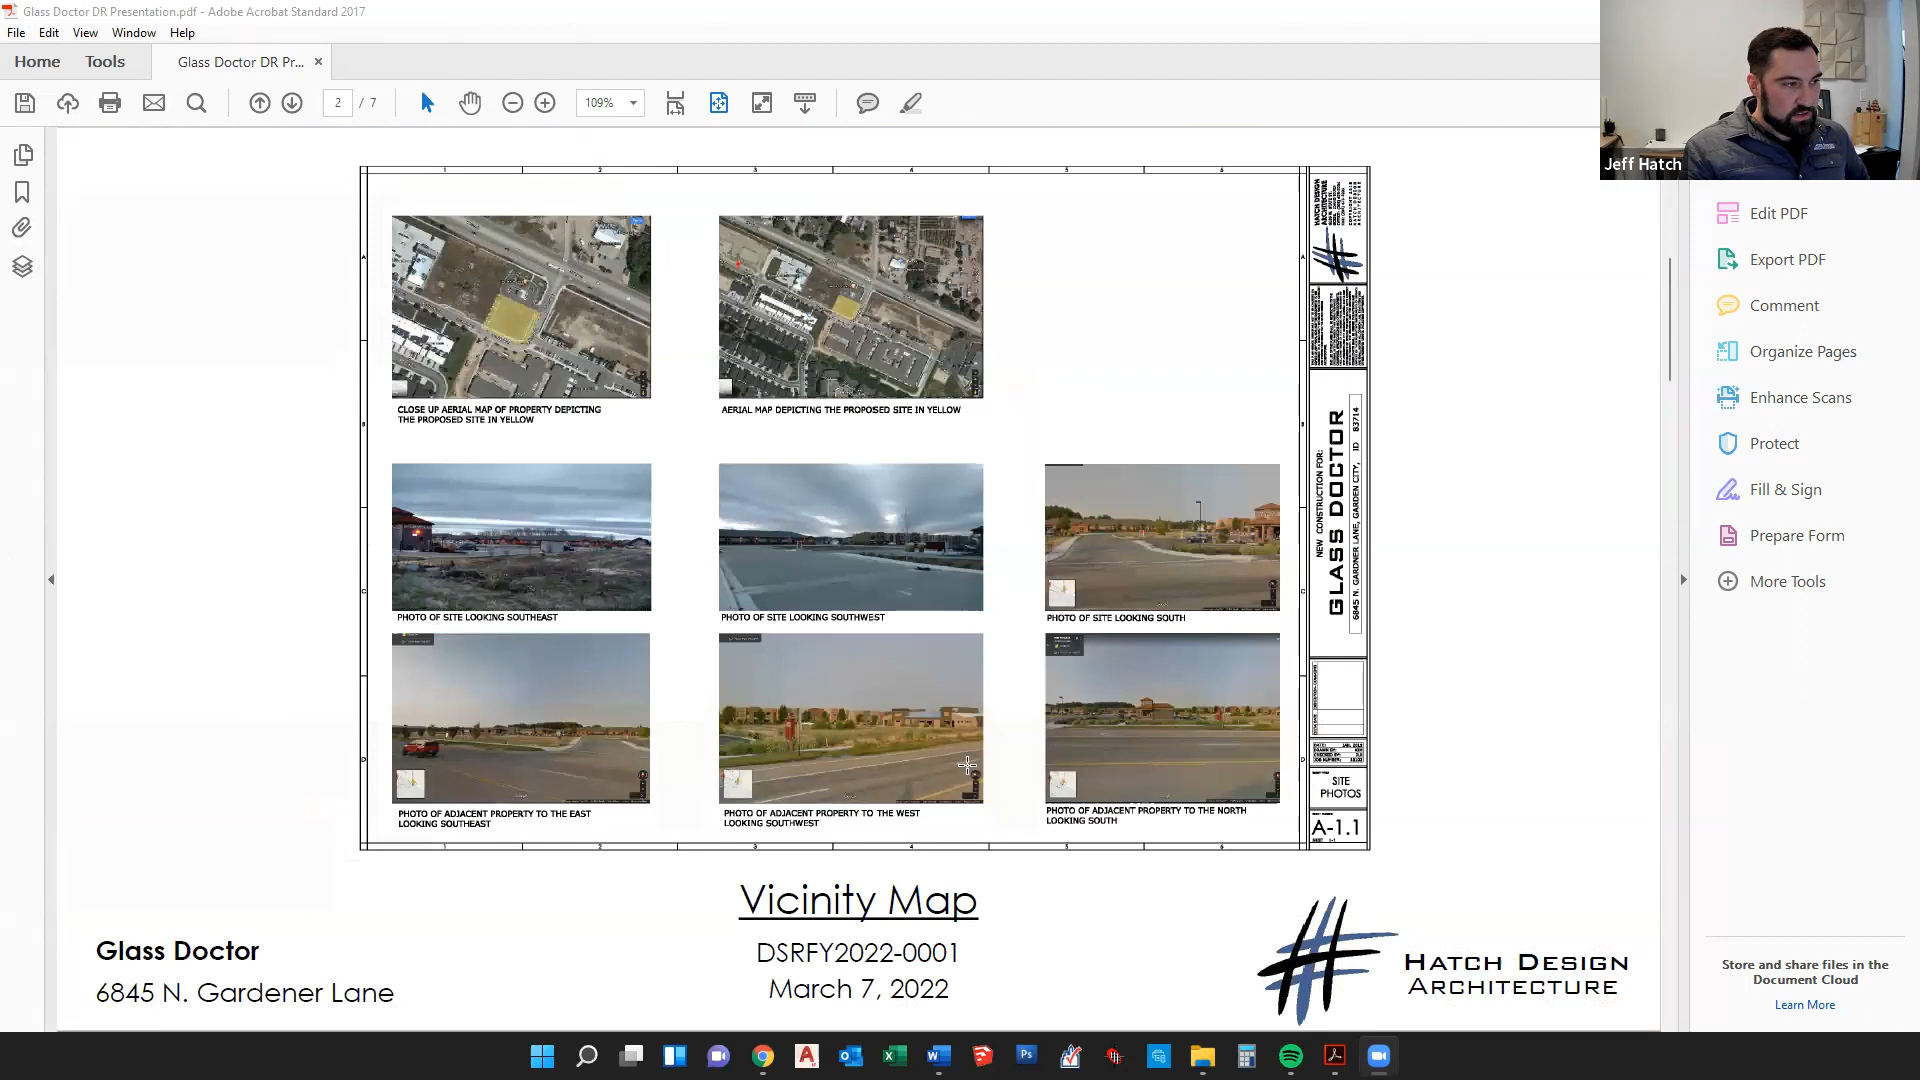 Glass Doctor DR Presentation.pdf - Adobe Acrobat Standard 2017
File Edit View Window Help
Home Tools Glass Doctor DR Pr... ×
2 / 7 109%
Jeff Hatch
Edit PDF
Export PDF
Comment
Organize Pages
Enhance Scans
Protect
Fill & Sign
Prepare Form
More Tools
Store and share files in the
Document Cloud
Learn More
CLOSE UP AERIAL MAP OF PROPERTY DEPICTING
THE PROPOSED SITE IN YELLOW
AERIAL MAP DEPICTING THE PROPOSED SITE IN YELLOW
PHOTO OF SITE LOOKING SOUTHEAST
PHOTO OF SITE LOOKING SOUTHWEST
PHOTO OF SITE LOOKING SOUTH
PHOTO OF ADJACENT PROPERTY TO THE EAST
LOOKING SOUTHEAST
PHOTO OF ADJACENT PROPERTY TO THE WEST
LOOKING SOUTHWEST
PHOTO OF ADJACENT PROPERTY TO THE NORTH
LOOKING SOUTH
HATCH DESIGN
ARCHITECTURE
NEW CONSTRUCTION FOR:
GLASS DOCTOR
6845 N. GARDNER LANE, GARDEN CITY, ID 83714
SITE
PHOTOS
A-1.1
Vicinity Map
DSRFY2022-0001
March 7, 2022
Glass Doctor
6845 N. Gardener Lane
HATCH DESIGN
ARCHITECTURE